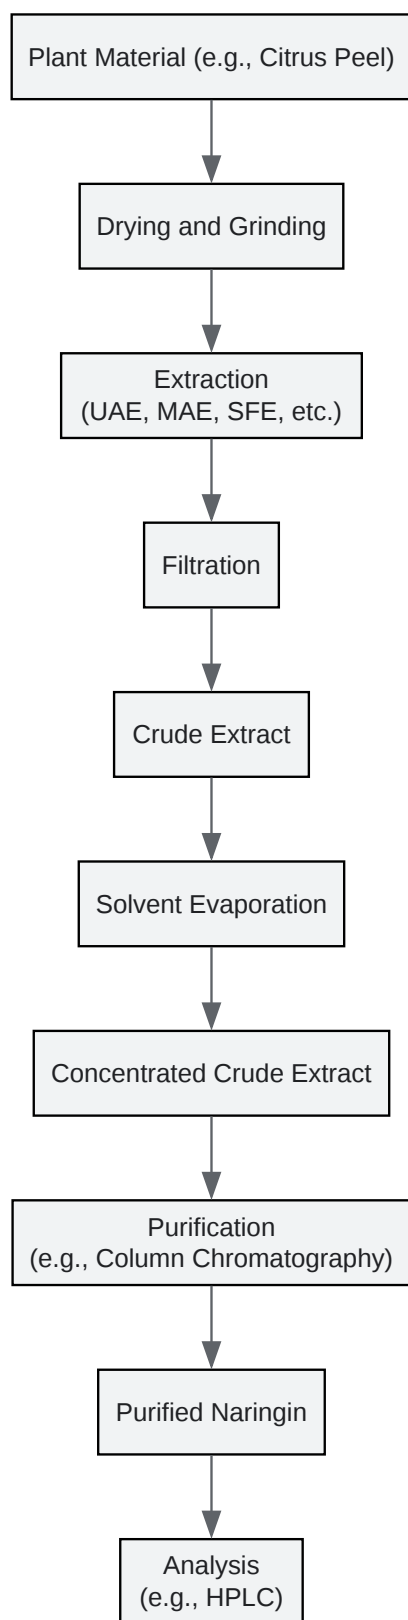 Plant Material (e.g., Citrus Peel)
Drying and Grinding
Extraction
(UAE, MAE, SFE, etc.)
Filtration
Crude Extract
Solvent Evaporation
Concentrated Crude Extract
Purification
(e.g., Column Chromatography)
Purified Naringin
Analysis
(e.g., HPLC)